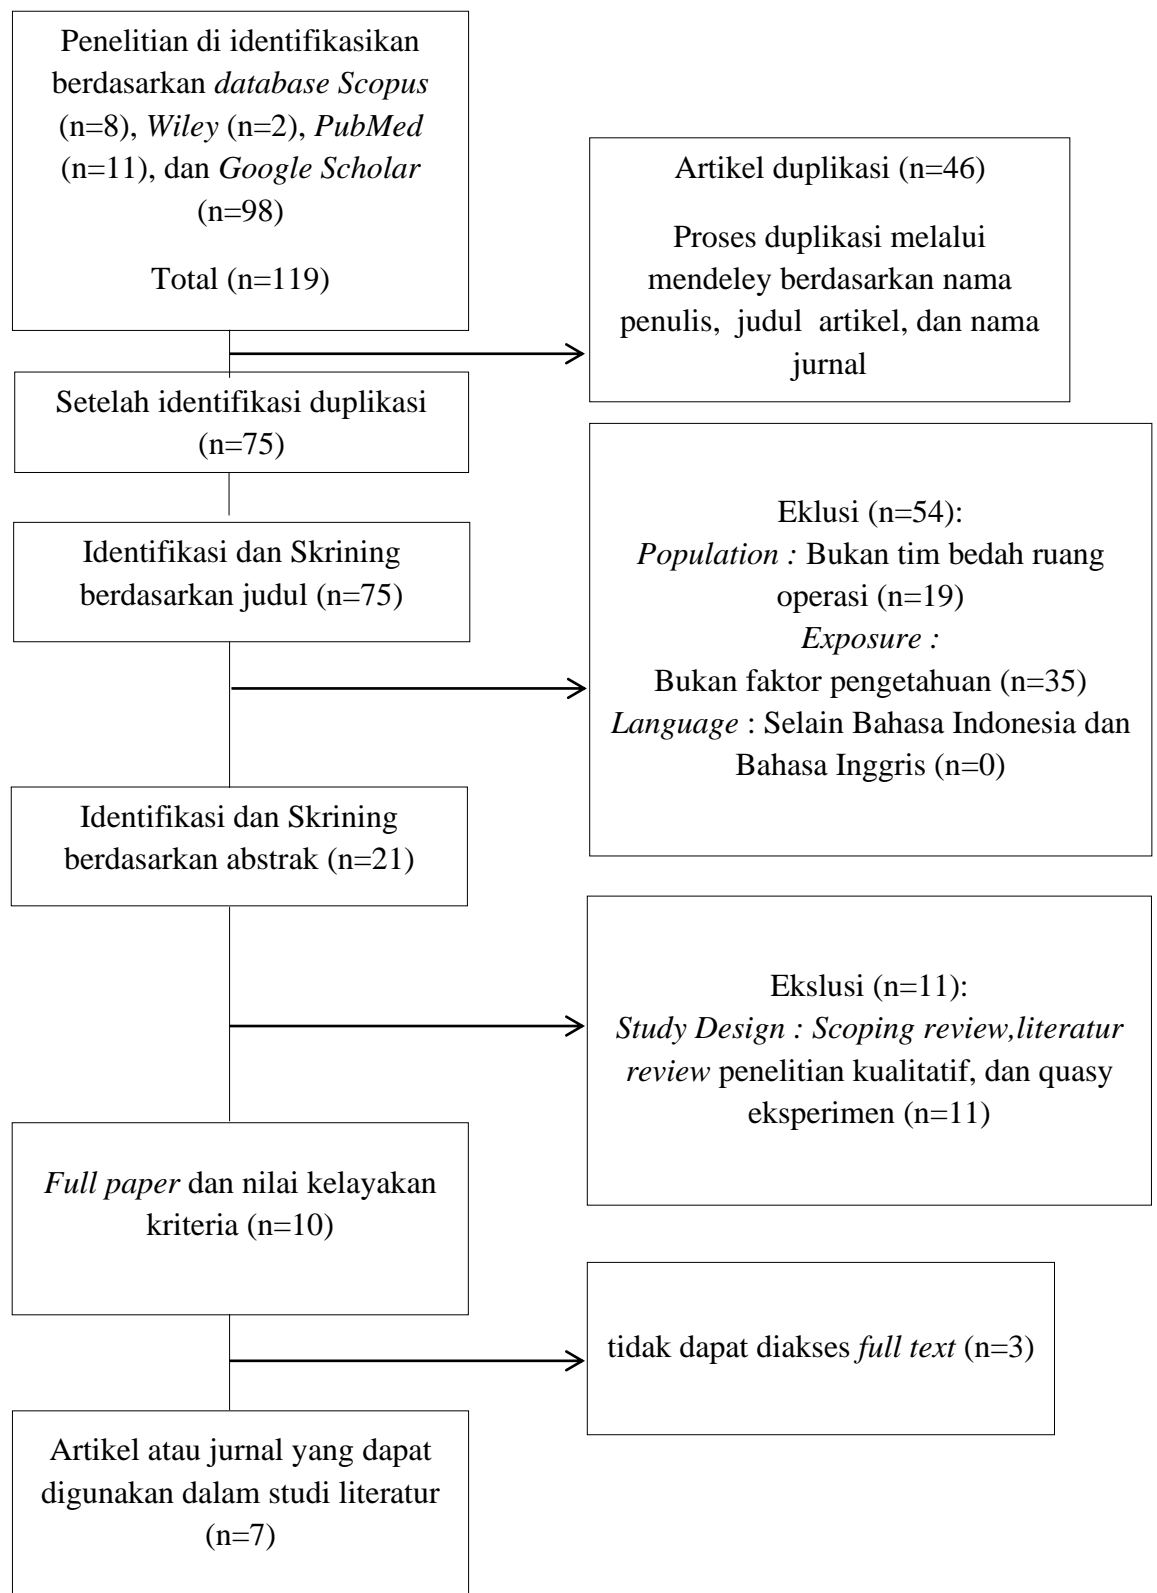 Penelitian di identifikasikan
berdasarkan database Scopus
(n=8), Wiley (n=2), PubMed
(n=11), dan Google Scholar
(n=98)
Total (n=119)
Artikel duplikasi (n=46)
Proses duplikasi melalui
mendeley berdasarkan nama
penulis, judul artikel, dan nama
jurnal
Setelah identifikasi duplikasi
(n=75)
Identifikasi dan Skrining
berdasarkan judul (n=75)
Eklusi (n=54):
Population : Bukan tim bedah ruang
operasi (n=19)
Exposure :
Bukan faktor pengetahuan (n=35)
Language : Selain Bahasa Indonesia dan
Bahasa Inggris (n=0)
Identifikasi dan Skrining
berdasarkan abstrak (n=21)
Ekslusi (n=11):
Study Design : Scoping review,literatur
review penelitian kualitatif, dan quasy
eksperimen (n=11)
Full paper dan nilai kelayakan
kriteria (n=10)
tidak dapat diakses full text (n=3)
Artikel atau jurnal yang dapat
digunakan dalam studi literatur
(n=7)